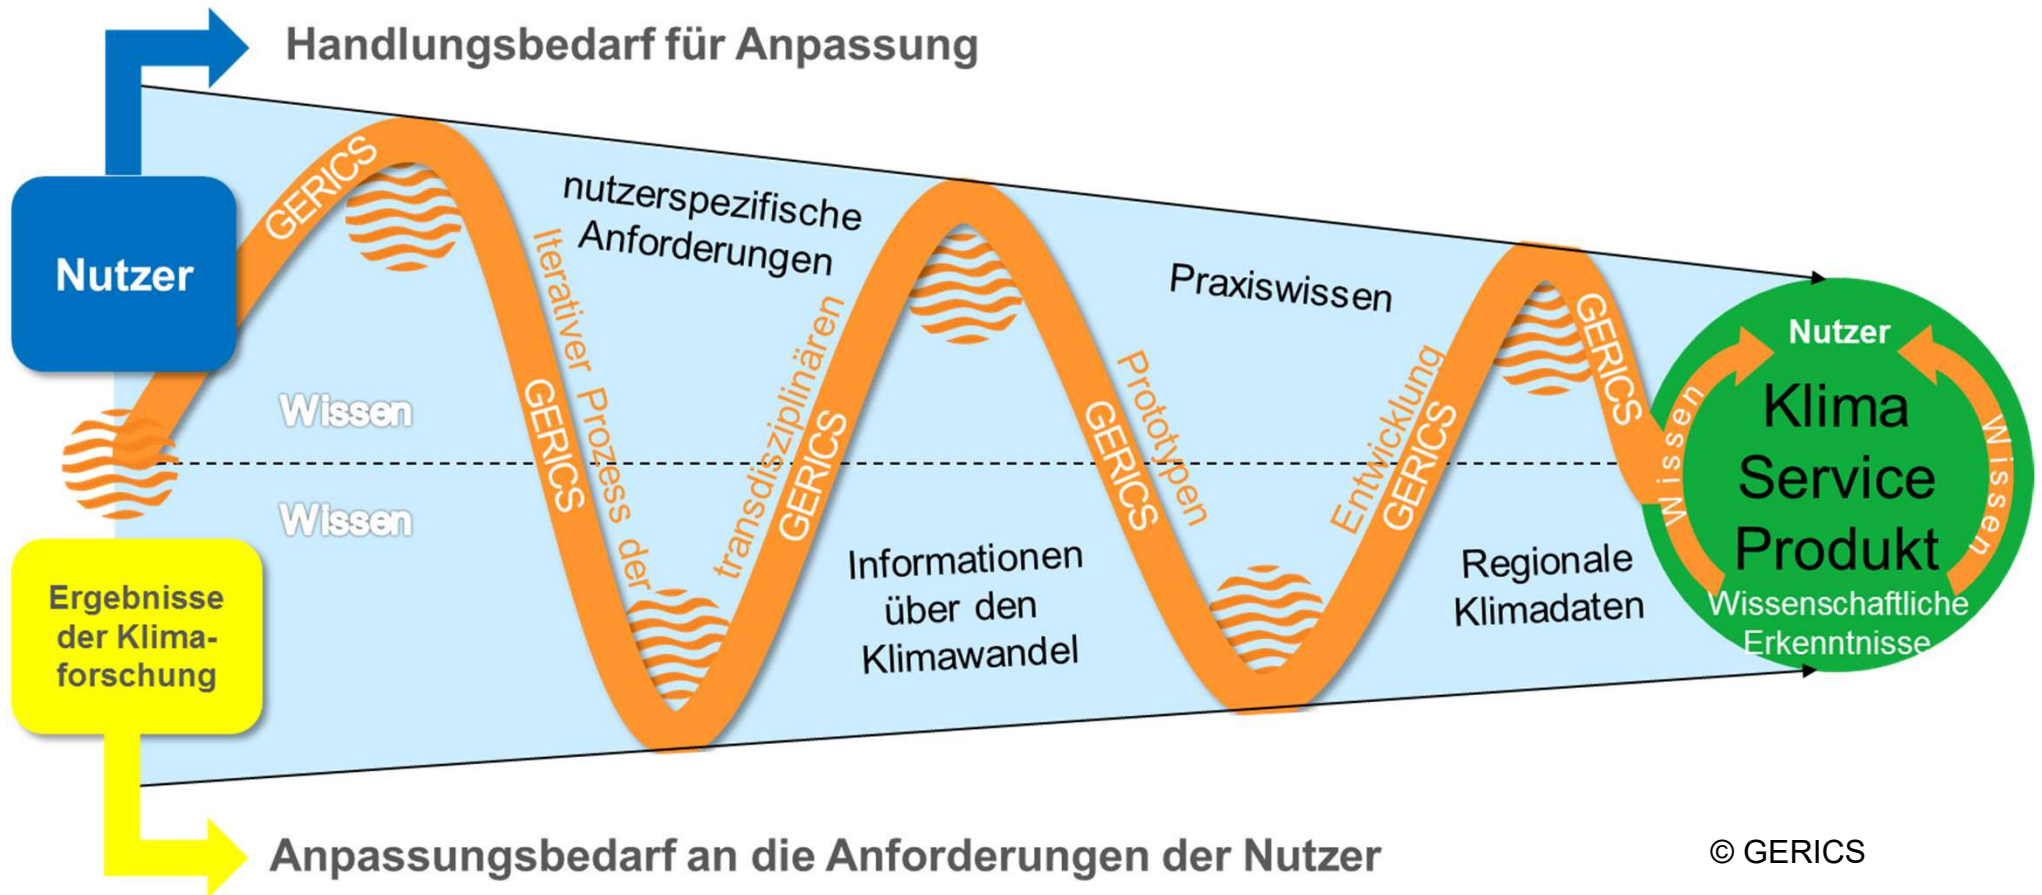 Handlungsbedarf für Anpassung
Nutzer
GERICS
nutzerspezifische
Anforderungen
Praxiswissen
Wissen
Wissen
Iterativer Prozess der
GERICS
transdisziplinären
GERICS
Prototypen
GERICS
Entwicklung
GERICS
GERICS
Informationen
über den
Klimawandel
Regionale
Klimadaten
Nutzer
Wissen
Wissen
Klima
Service
Produkt
Wissenschaftliche
Erkenntnisse
Ergebnisse
der Klima-
forschung
Anpassungsbedarf an die Anforderungen der Nutzer
© GERICS